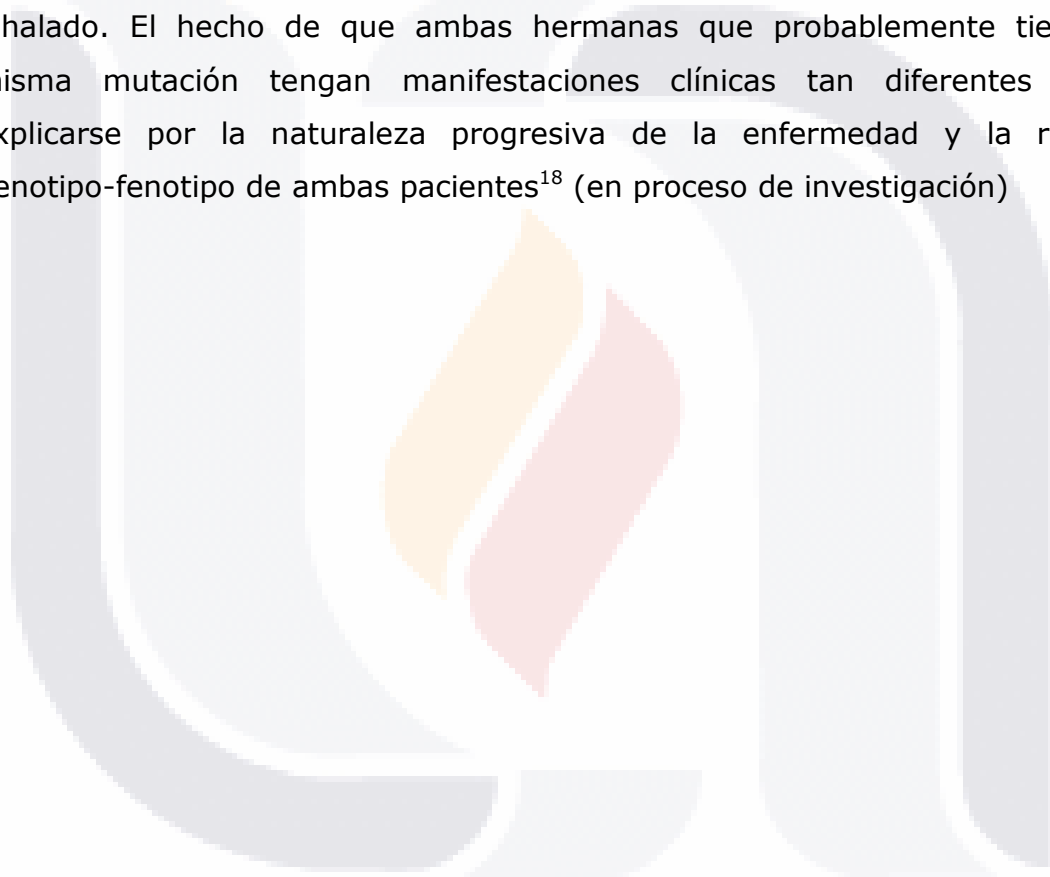 halado. El hecho de que ambas hermanas que probablemente tie
isma mutación tengan manifestaciones clínicas tan diferentes
xplicarse por la naturaleza progresiva de la enfermedad y la r
enotipo-fenotipo de ambas pacientes18 (en proceso de investigación)